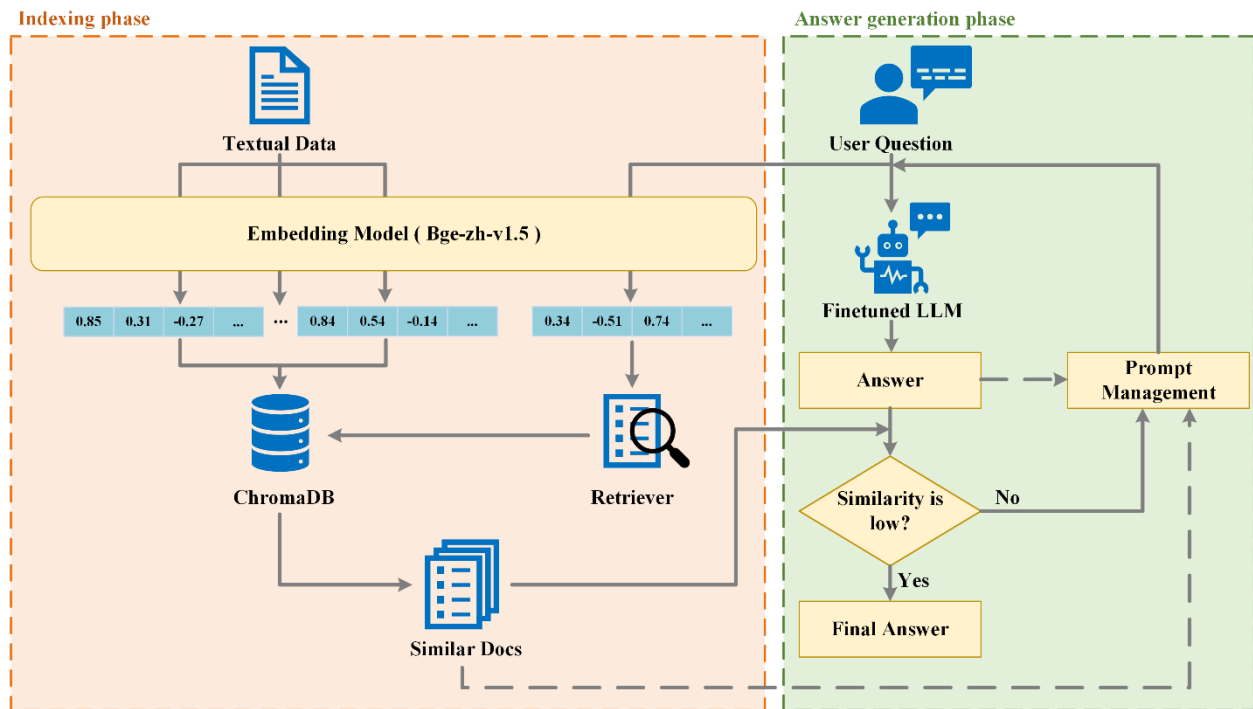 Indexing phase
Answer generation phase
Textual Data
User Question
Embedding Model ( Bge-zh-v1.5 )
Finetuned LLM
0.85 0.31 -0.27 ... ... 0.84 0.54 -0.14 ... 0.34 -0.51 0.74 ...
Answer
Prompt
Management
ChromaDB
Retriever
Similarity is
low?
No
Yes
Similar Docs
Final Answer